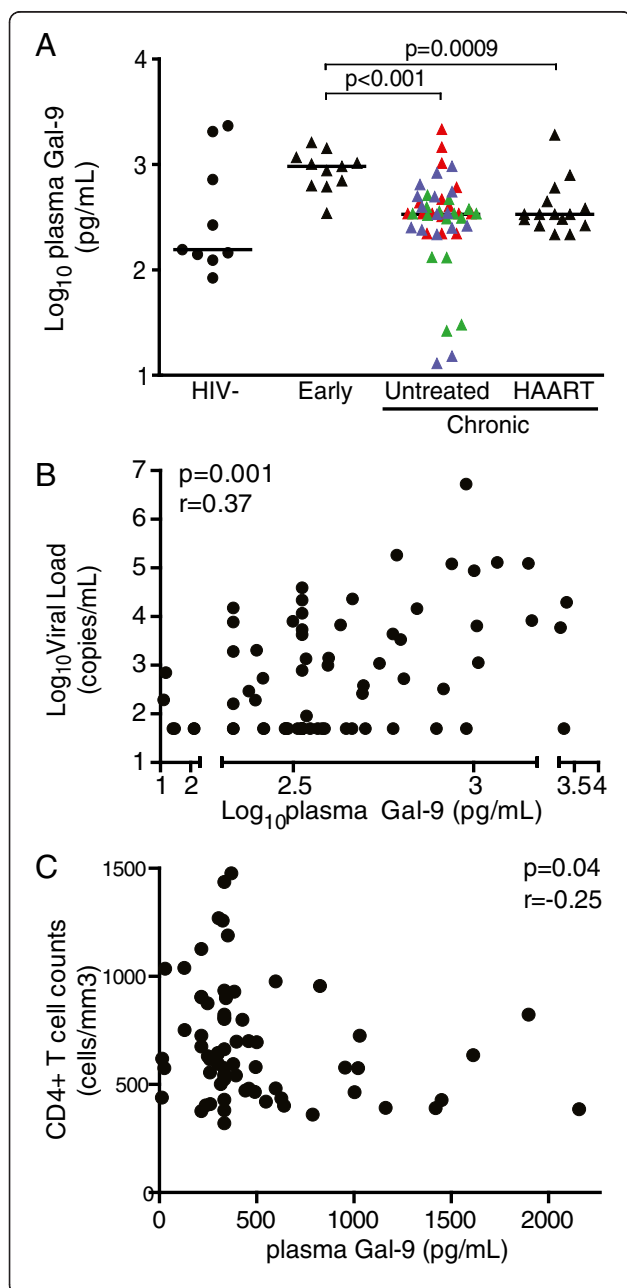 A
p=0.0009
p<0.001
Log10 plasma Gal-9
(pg/mL)
4
3
2
1
HIV-
Early
Untreated
HAART
Chronic
B
p=0.001
r=0.37
Log10Viral Load
(copies/mL)
7
6
5
4
3
2
1
1 2 2.5 3 3.5 4
Log10plasma Gal-9 (pg/mL)
C
p=0.04
r=-0.25
CD4+ T cell counts
(cells/mm3)
1500
1000
500
0
0 500 1000 1500 2000
plasma Gal-9 (pg/mL)